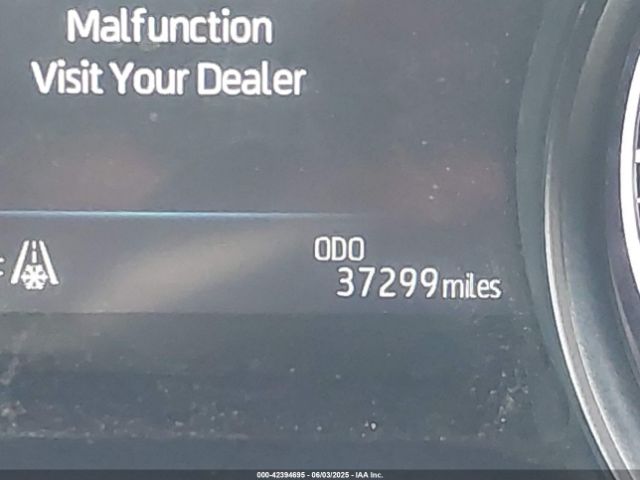 Malfunction
Visit Your Dealer
ODO
37299 miles
000-42394695 - 06/03/2025 - IAA Inc.